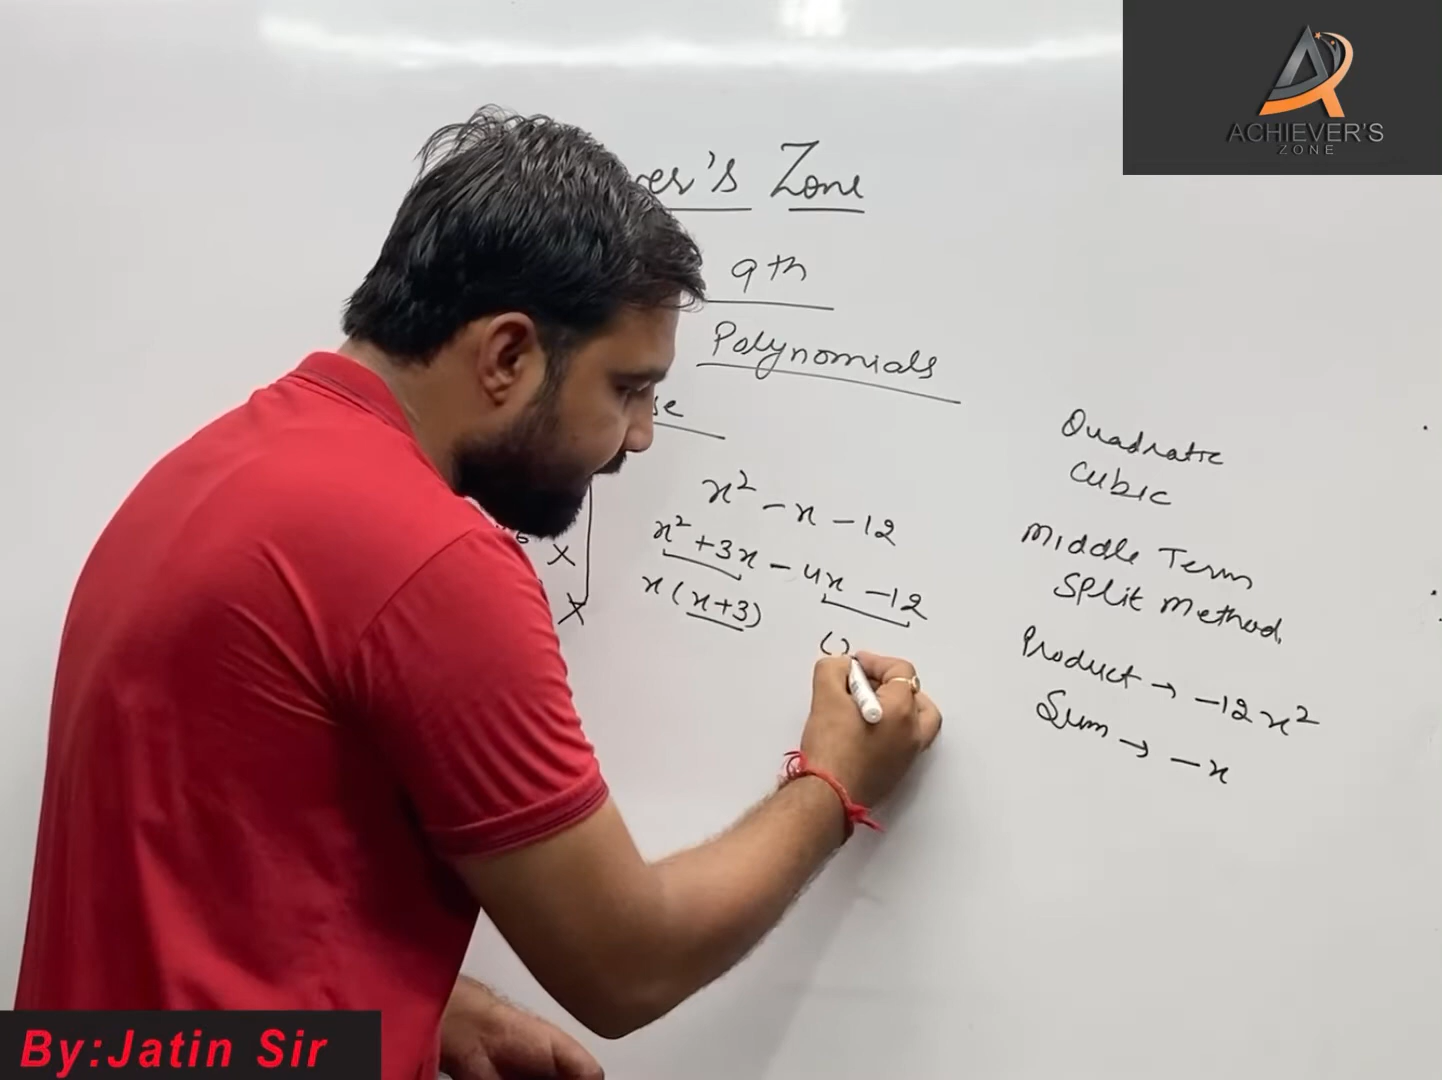 ACHIEVER'S
ZONE
er's Zone
9th
Polynomials
se
x² - x - 12
x² + 3x - 4x - 12
x (x+3)
( )
x
x
Quadratic
Cubic
Middle Term
Split Method
Product → -12x²
Sum → -x
By:Jatin Sir